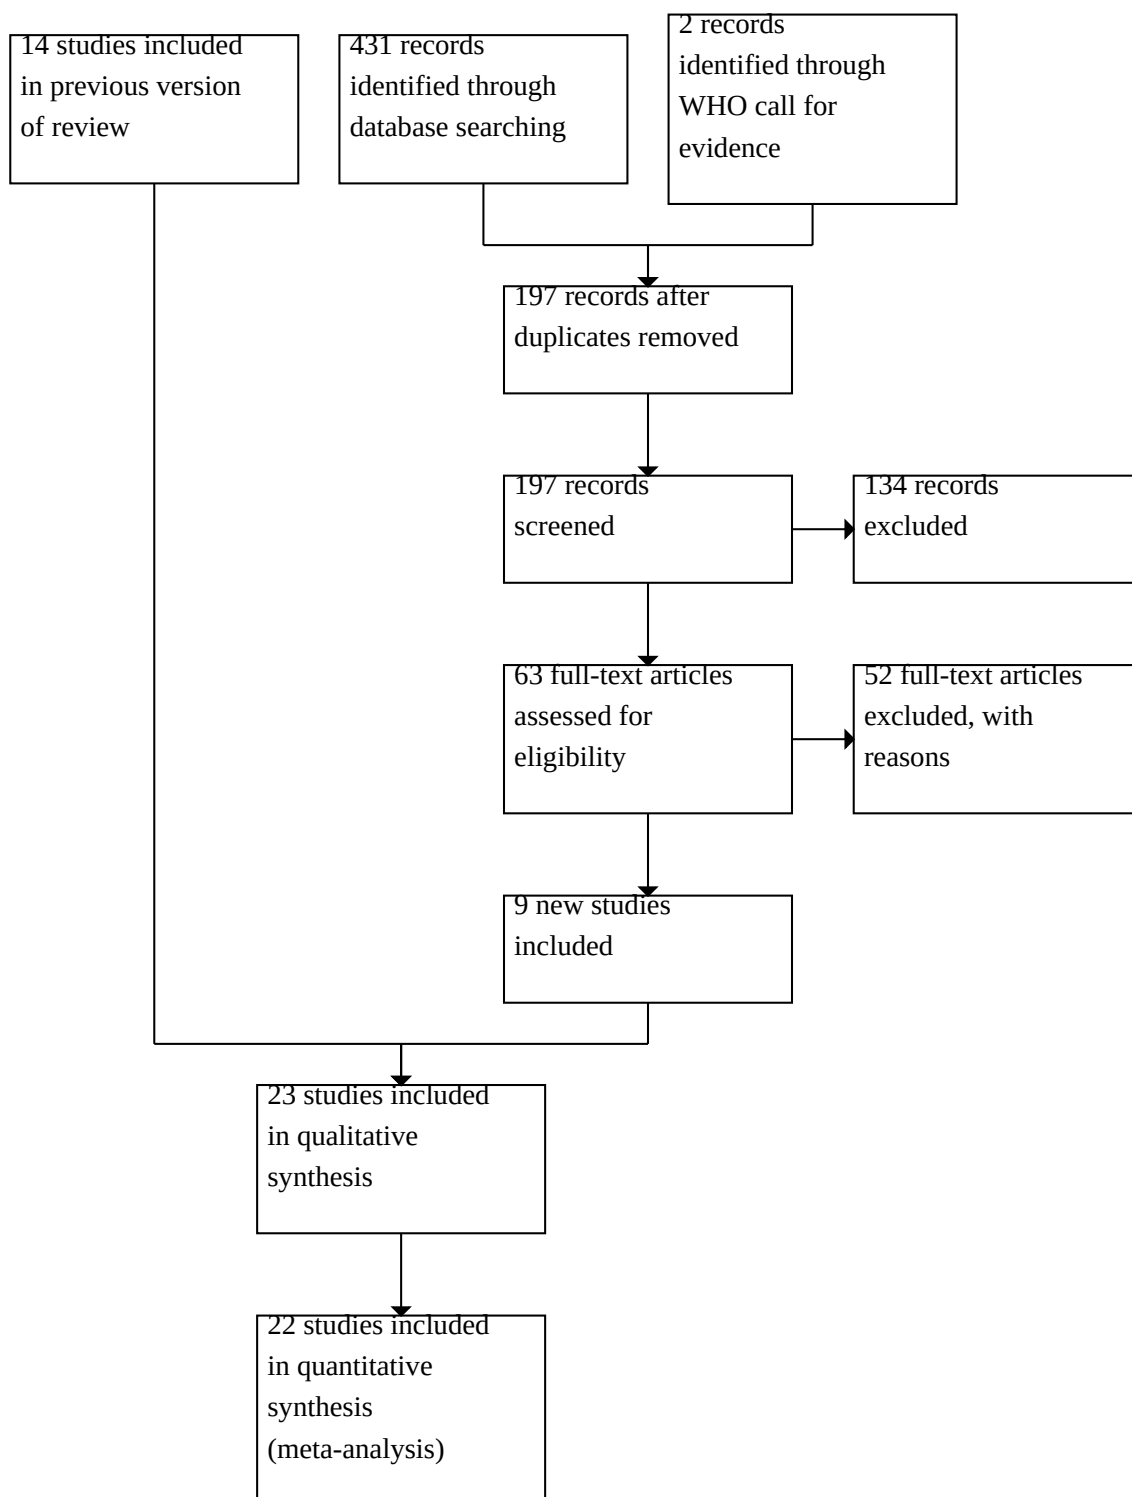 14 studies included
in previous version
of review
431 records
identified through
database searching
2 records
identified through
WHO call for
evidence
197 records after
duplicates removed
197 records
screened
134 records
excluded
63 full-text articles
assessed for
eligibility
52 full-text articles
excluded, with
reasons
9 new studies
included
23 studies included
in qualitative
synthesis
22 studies included
in quantitative
synthesis
(meta-analysis)